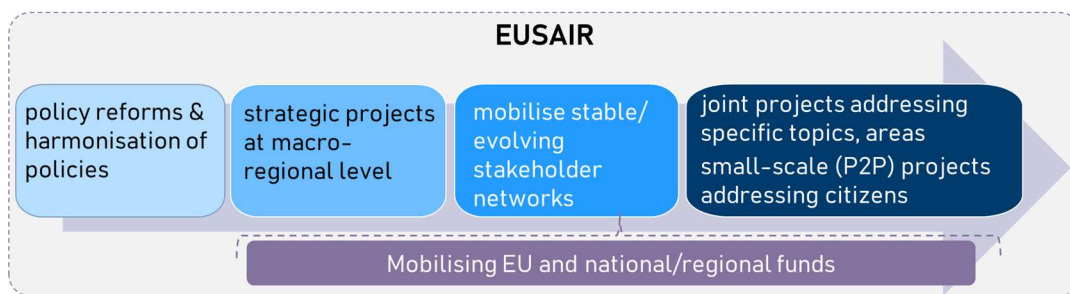 EUSAIR
policy reforms &
harmonisation of
policies
strategic projects
at macro-
regional level
mobilise stable/
evolving
stakeholder
networks
joint projects addressing
specific topics, areas
small-scale (P2P) projects
addressing citizens
Mobilising EU and national/regional funds